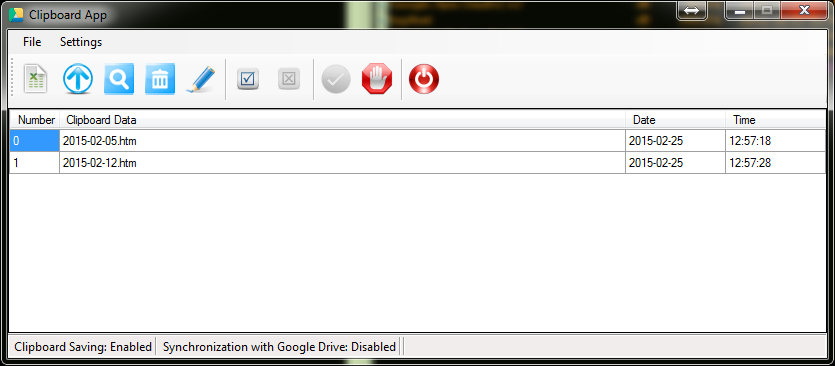 Clipboard App
File Settings
Number Clipboard Data Date Time
0 2015-02-05.htm 2015-02-25 12:57:18
1 2015-02-12.htm 2015-02-25 12:57:28
Clipboard Saving: Enabled Synchronization with Google Drive: Disabled